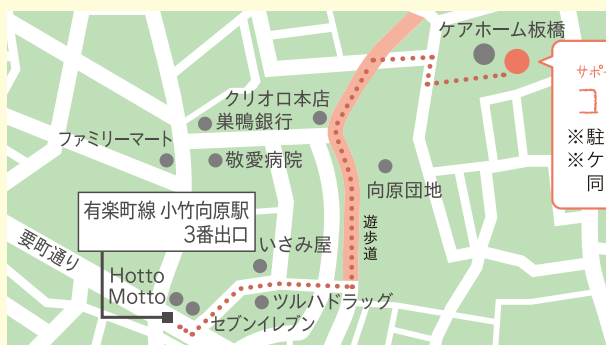 ケアホーム板橋
サポー
コ
※駐
※ケ
同
クリオロ本店
巣鴨銀行
ファミリーマート
敬愛病院
向原団地
有楽町線 小竹向原駅
3番出口
遊歩道
要町通り
いさみ屋
Hotto
Motto
ツルハドラッグ
セブンイレブン